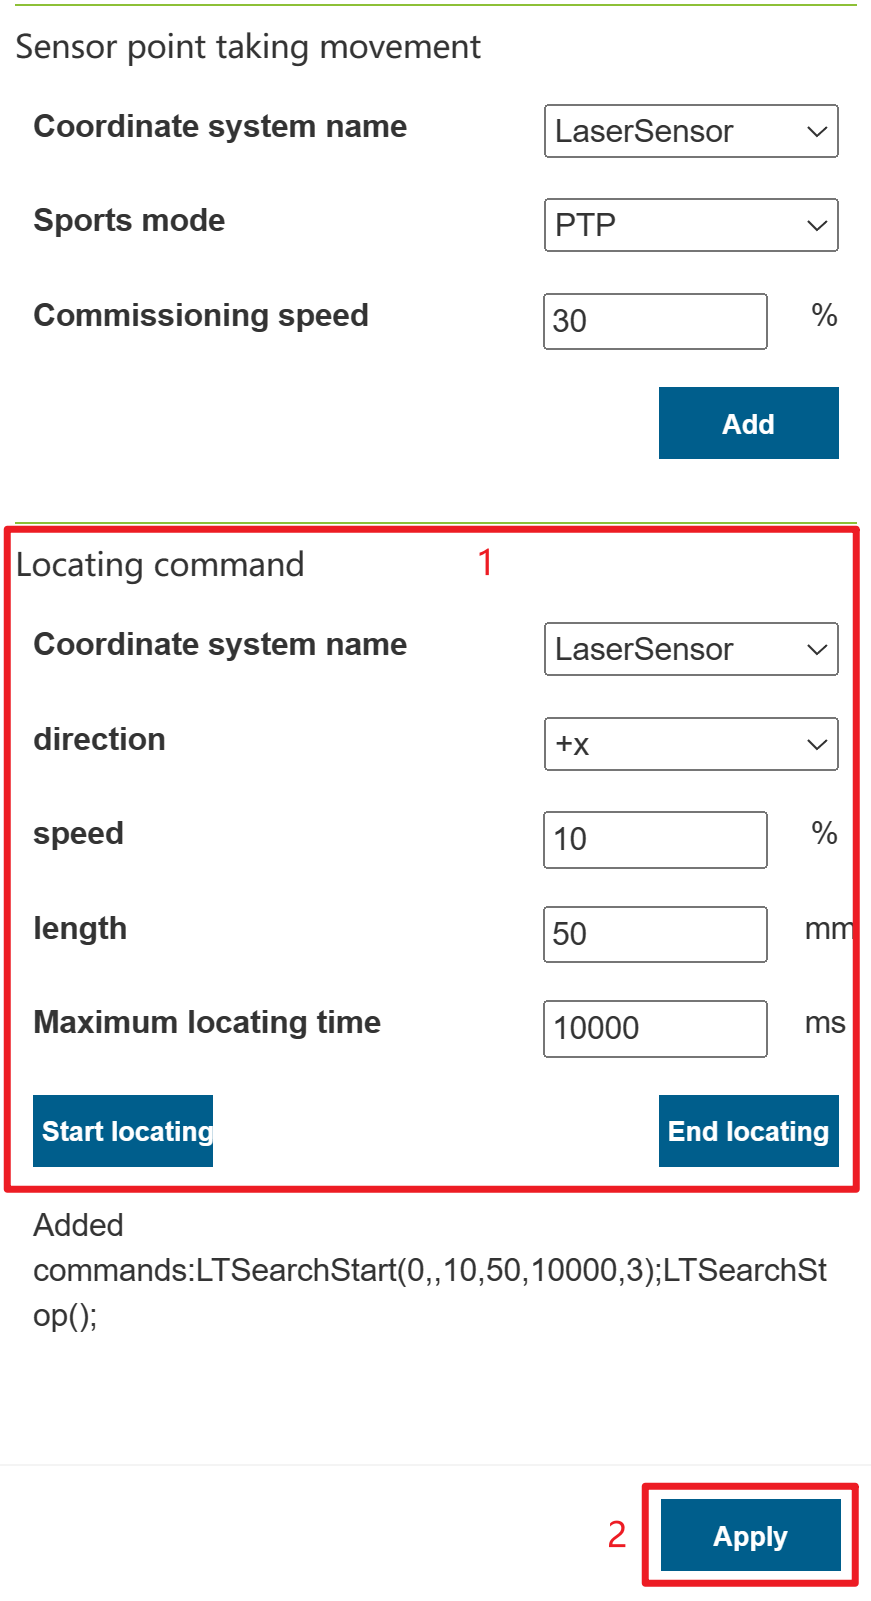 Sensor point taking movement
Coordinate system name LaserSensor
Sports mode PTP
Commissioning speed 30 %
Add
Locating command 1
Coordinate system name LaserSensor
direction +x
speed 10 %
length 50 mm
Maximum locating time 10000 ms
Start locating End locating
Added
commands:LTSearchStart(0,,10,50,10000,3);LTSearchSt
op();
2 Apply